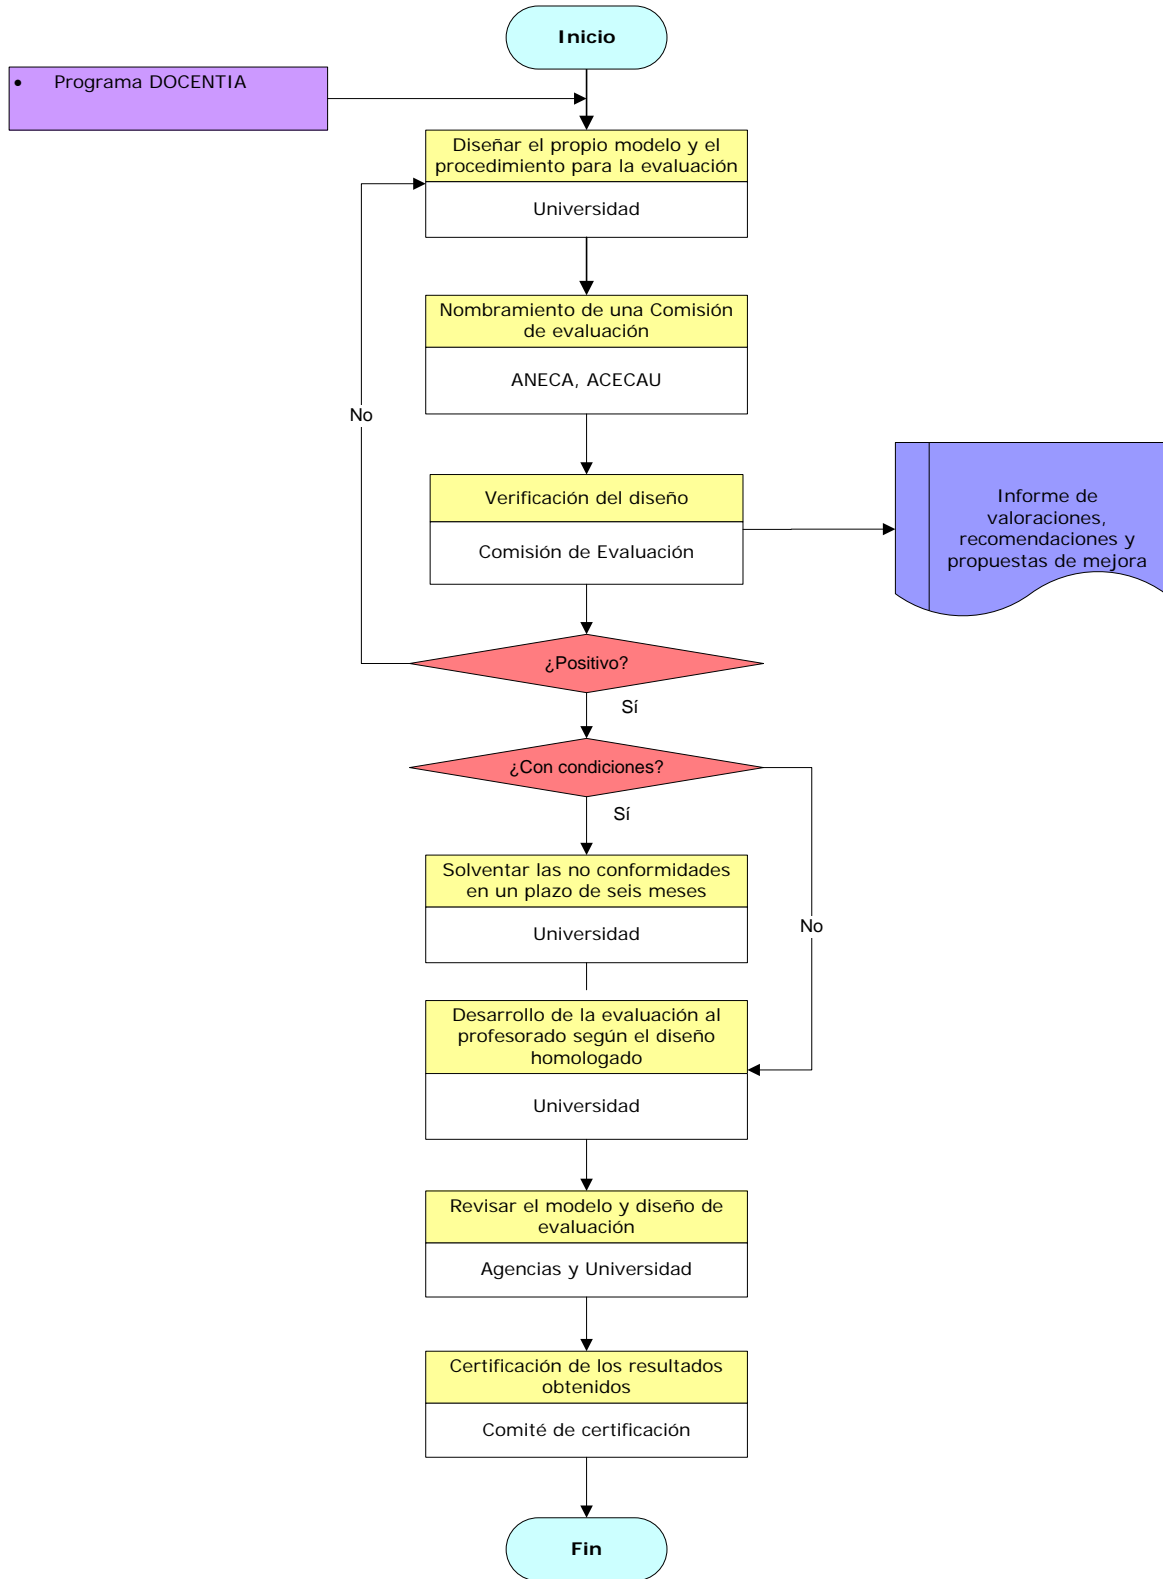 Inicio
• Programa DOCENTIA
Diseñar el propio modelo y el
procedimiento para la evaluación
Universidad
Nombramiento de una Comisión
de evaluación
ANECA, ACECAU
No
Verificación del diseño
Comisión de Evaluación
Informe de
valoraciones,
recomendaciones y
propuestas de mejora
¿Positivo?
Sí
¿Con condiciones?
Sí
Solventar las no conformidades
en un plazo de seis meses
Universidad
No
Desarrollo de la evaluación al
profesorado según el diseño
homologado
Universidad
Revisar el modelo y diseño de
evaluación
Agencias y Universidad
Certificación de los resultados
obtenidos
Comité de certificación
Fin